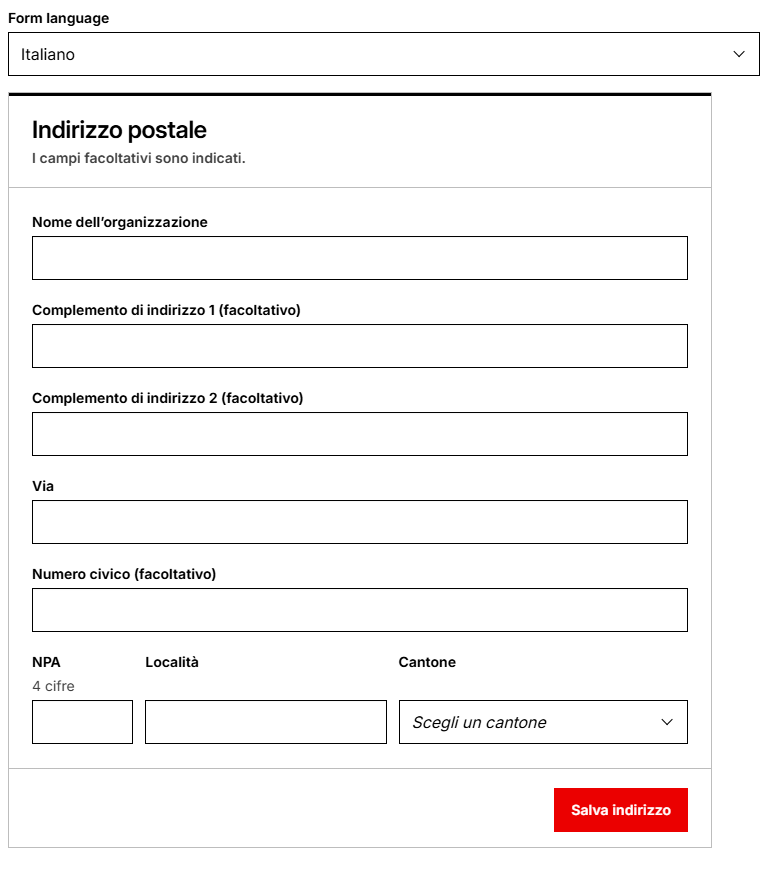 Form language
Italiano
Indirizzo postale
I campi facoltativi sono indicati.
Nome dell’organizzazione
Complemento di indirizzo 1 (facoltativo)
Complemento di indirizzo 2 (facoltativo)
Via
Numero civico (facoltativo)
NPA Località Cantone
4 cifre
Scegli un cantone
Salva indirizzo